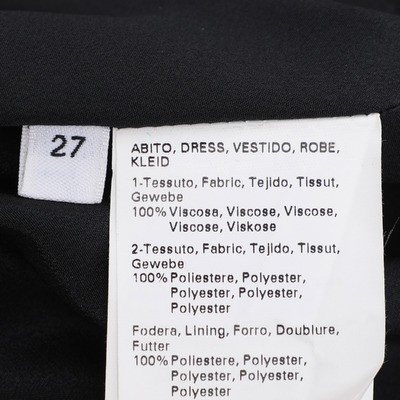 27
ABITO, DRESS, VESTIDO, ROBE,
KLEID
1-Tessuto, Fabric, Tejido, Tissut,
Gewebe
100% Viscosa, Viscose, Viscose,
Viscose, Viskose
2-Tessuto, Fabric, Tejido, Tissut,
Gewebe
100% Poliestere, Polyester,
Polyester, Polyester,
Polyester
Fodera, Lining, Forro, Doublure,
Futter
100% Poliestere, Polyester,
Polyester, Polyester,
Polyester